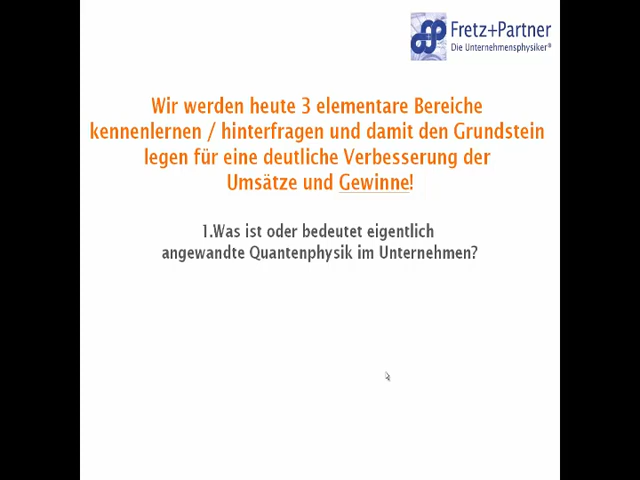 Fretz+Partner
Die Unternehmensphysiker®
Wir werden heute 3 elementare Bereiche
kennenlernen / hinterfragen und damit den Grundstein
legen für eine deutliche Verbesserung der
Umsätze und Gewinne!
1.Was ist oder bedeutet eigentlich
angewandte Quantenphysik im Unternehmen?